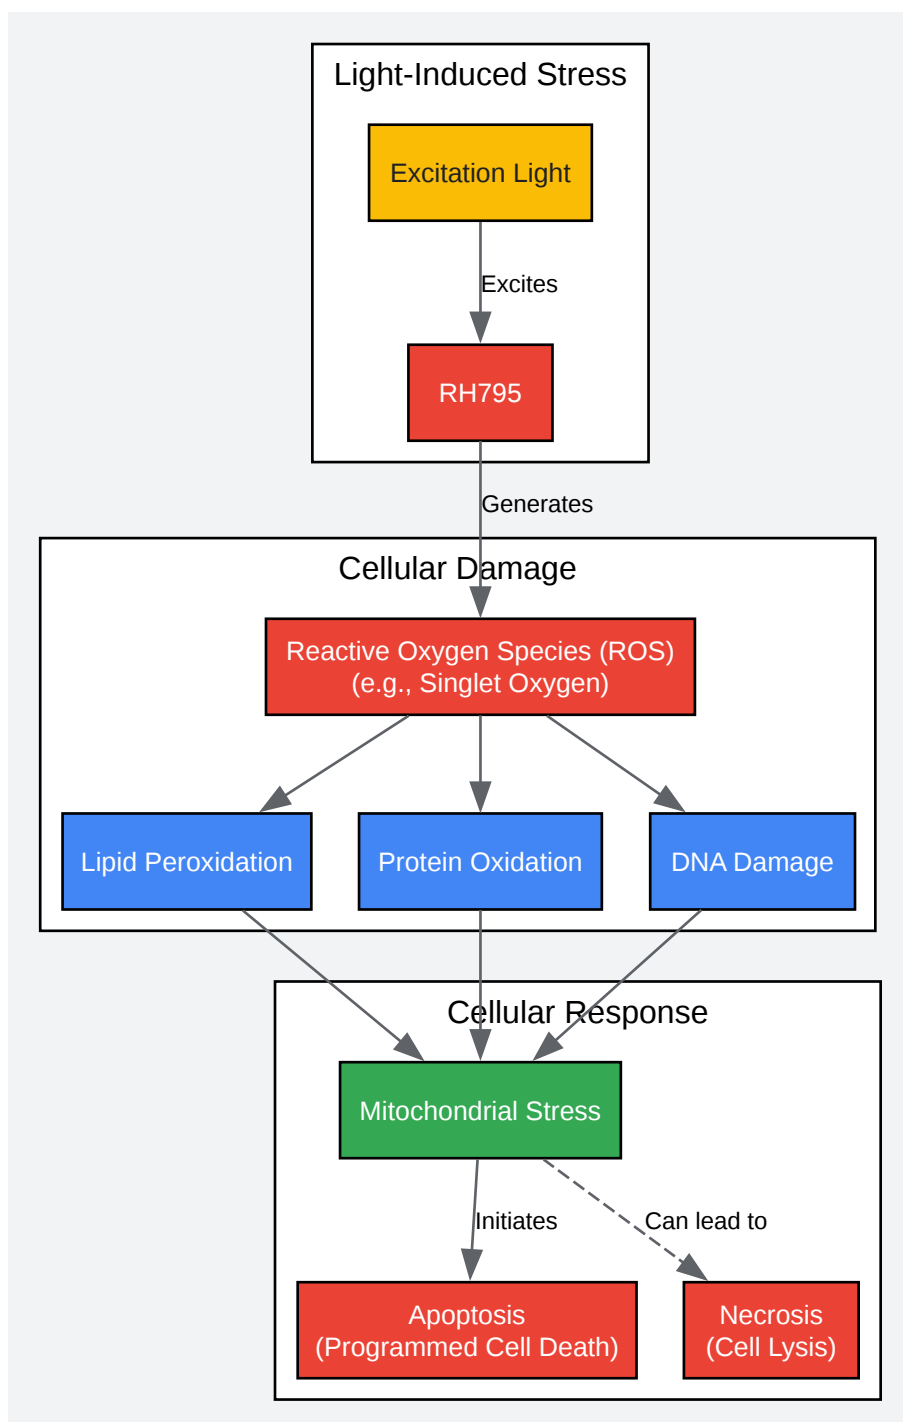 Light-Induced Stress
Excitation Light
Excites
RH795
Generates
Cellular Damage
Reactive Oxygen Species (ROS)
(e.g., Singlet Oxygen)
Lipid Peroxidation
Protein Oxidation
DNA Damage
Cellular Response
Mitochondrial Stress
Initiates
Can lead to
Apoptosis
(Programmed Cell Death)
Necrosis
(Cell Lysis)